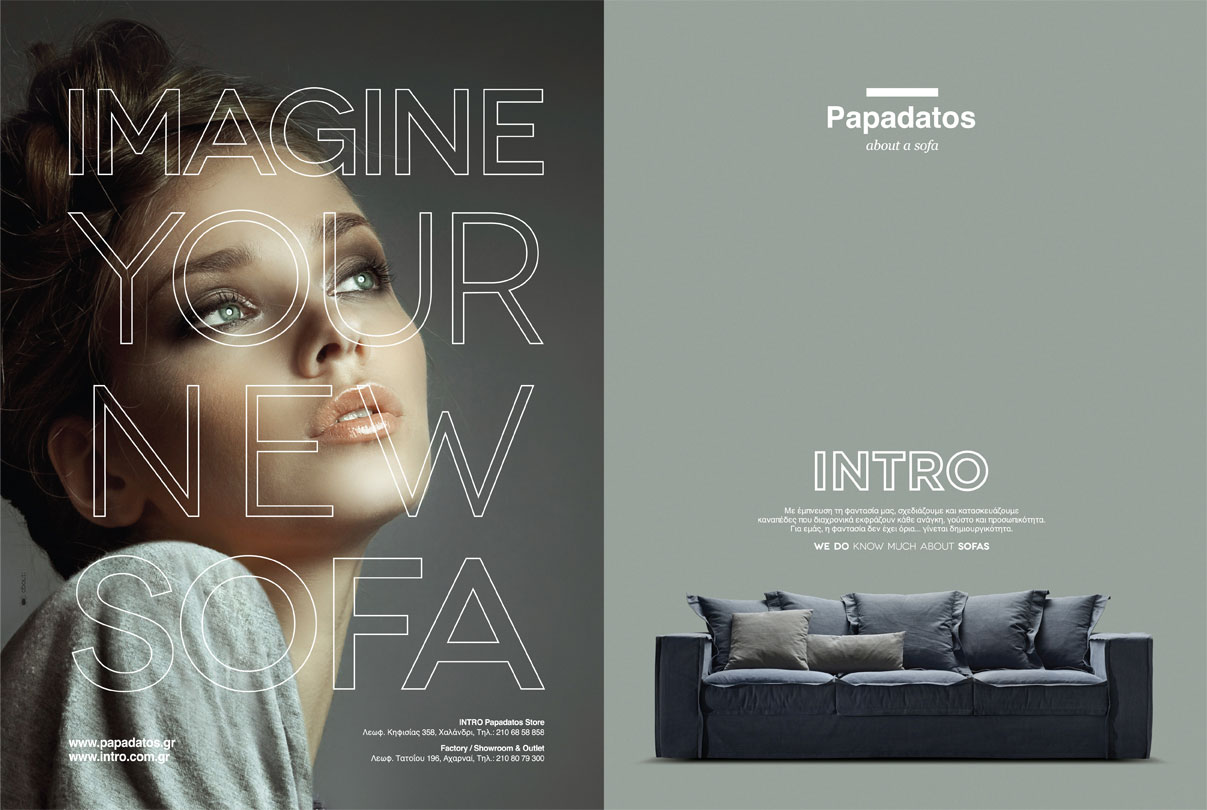 IMAGINE
YOUR
NEW
SOFA
www.papadatos.gr
www.intro.com.gr
INTRO Papadatos Store
Λεωφ. Κηφισίας 358, Χαλάνδρι, Τηλ.: 210 68 58 858
Factory / Showroom & Outlet
Λεωφ. Τατοΐου 196, Αχαρναί, Τηλ.: 210 80 79 300
Papadatos
about a sofa
INTRO
Με έμπνευση τη φαντασία μας, σχεδιάζουμε και κατασκευάζουμε
καναπέδες που διαχρονικά εκφράζουν κάθε ανάγκη, γούστο και προσωπικότητα.
Για εμάς, η φαντασία δεν έχει όρια... γίνεται δημιουργικότητα.
WE DO KNOW MUCH ABOUT SOFAS